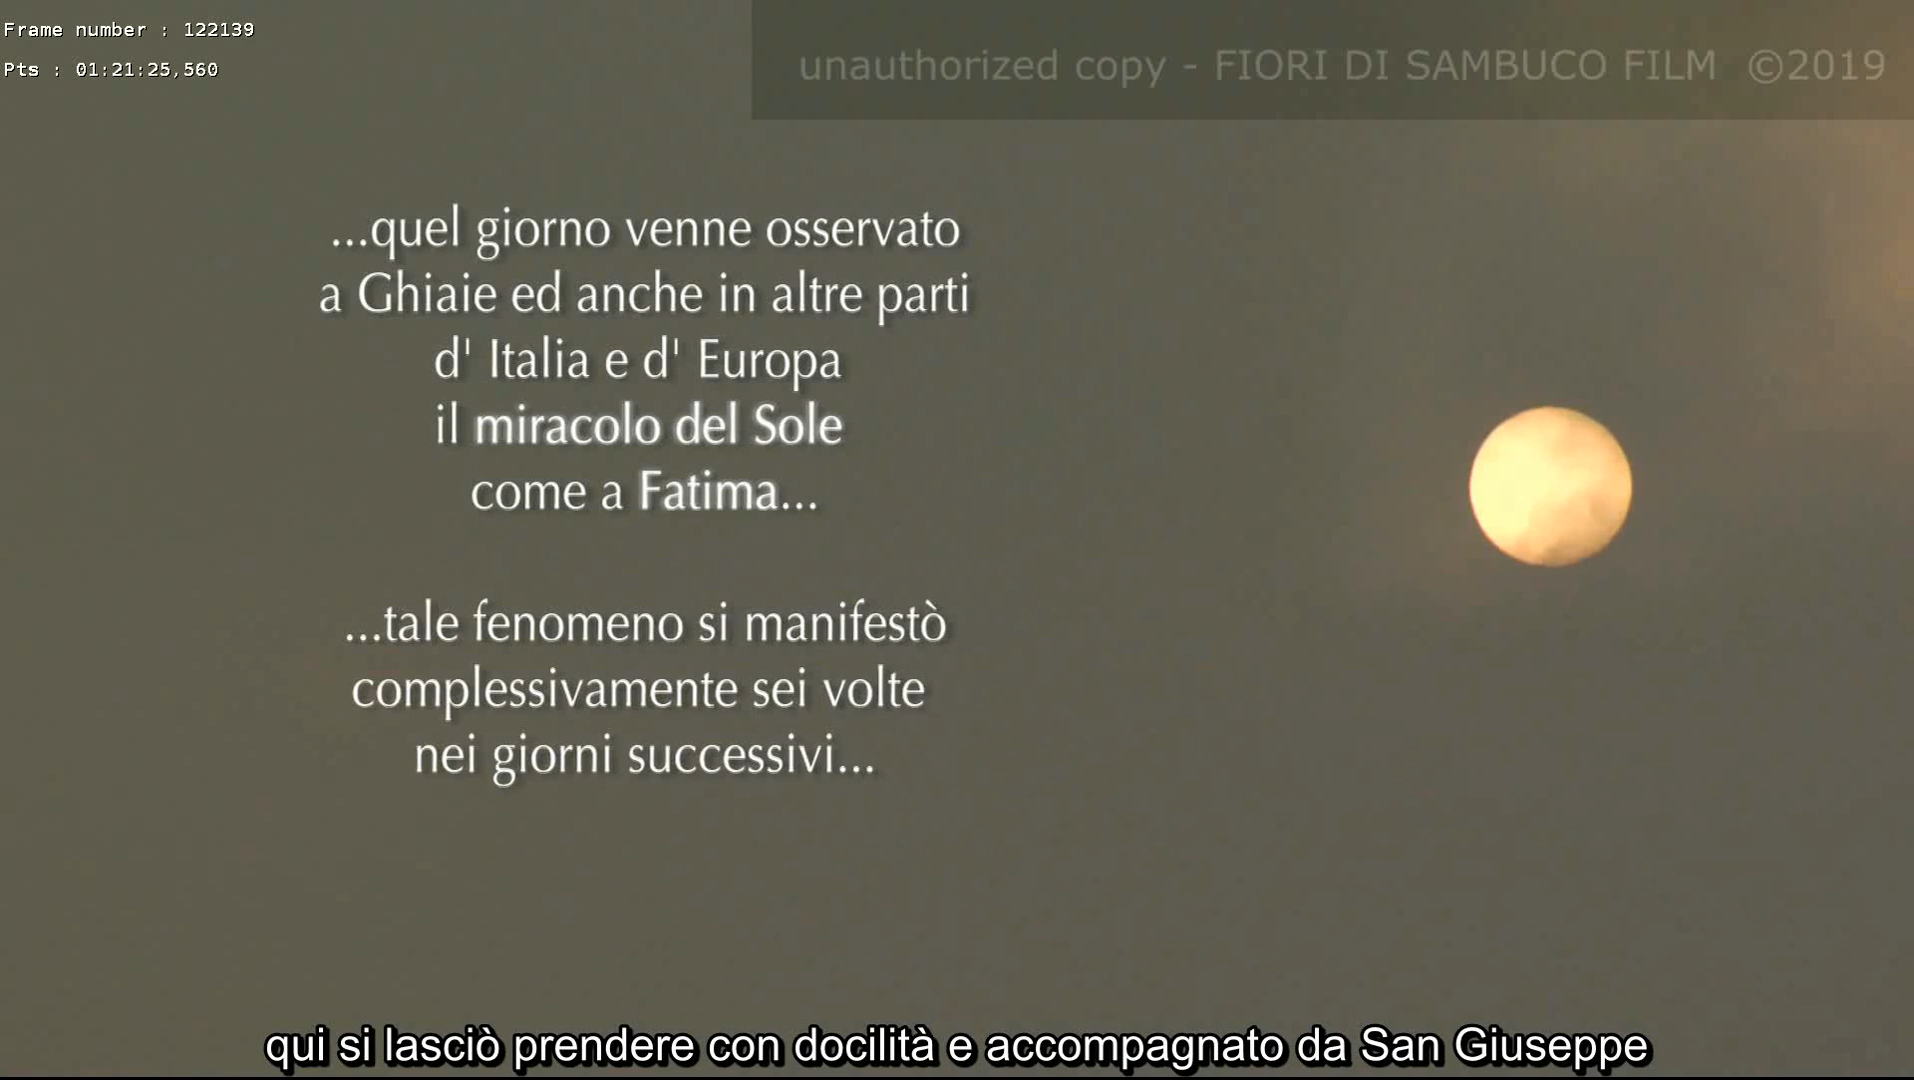 Frame number : 122139
Pts : 01:21:25,560
unauthorized copy - FIORI DI SAMBUCO FILM ©2019
...quel giorno venne osservato
a Ghiaie ed anche in altre parti
d' Italia e d' Europa
il miracolo del Sole
come a Fatima...
...tale fenomeno si manifestò
complessivamente sei volte
nei giorni successivi...
qui si lasciò prendere con docilità e accompagnato da San Giuseppe